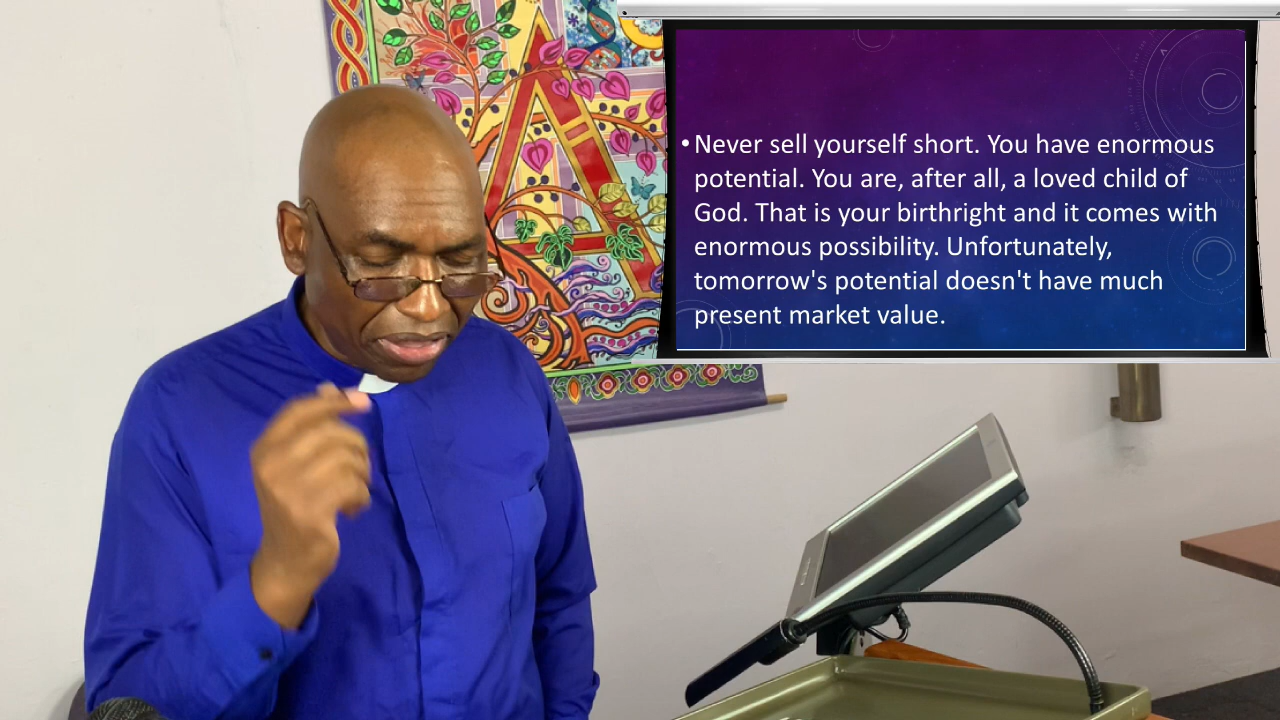 •Never sell yourself short. You have enormous
potential. You are, after all, a loved child of
God. That is your birthright and it comes with
enormous possibility. Unfortunately,
tomorrow's potential doesn't have much
present market value.